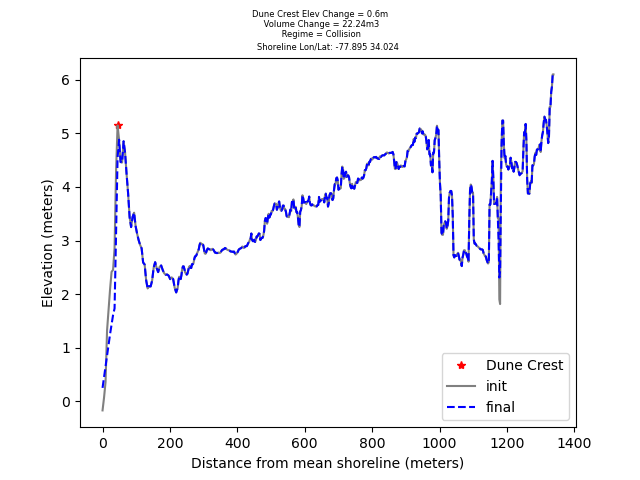 Dune Crest Elev Change = 0.6m
Volume Change = 22.24m3
Regime = Collision
Shoreline Lon/Lat: -77.895 34.024
Elevation (meters)
6
5
4
3
2
1
0
Dune Crest
init
final
0 200 400 600 800 1000 1200 1400
Distance from mean shoreline (meters)